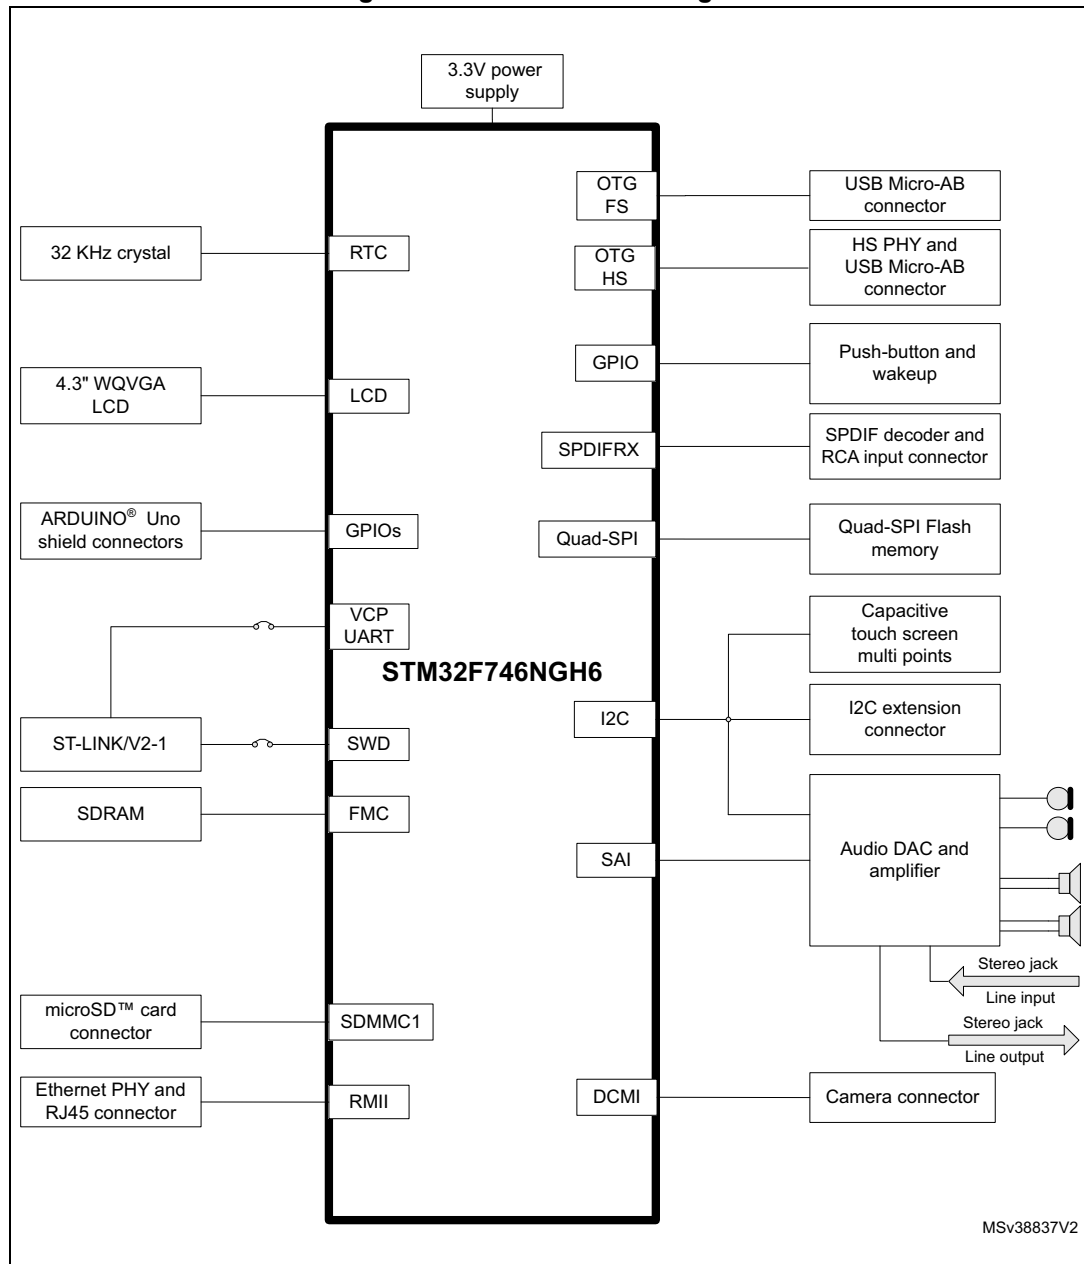 3.3V power
supply
OTG
FS
USB Micro-AB
connector
32 KHz crystal
RTC
OTG
HS
HS PHY and
USB Micro-AB
connector
GPIO
Push-button and
wakeup
4.3" WQVGA
LCD
LCD
SPDIFRX
SPDIF decoder and
RCA input connector
ARDUINO® Uno
shield connectors
GPIOs
Quad-SPI
Quad-SPI Flash
memory
VCP
UART
Capacitive
touch screen
multi points
STM32F746NGH6
I2C
I2C extension
connector
ST-LINK/V2-1
SWD
SDRAM
FMC
SAI
Audio DAC and
amplifier
Stereo jack
Line input
Stereo jack
Line output
microSD™ card
connector
SDMMC1
Ethernet PHY and
RJ45 connector
RMII
DCMI
Camera connector
MSv38837V2